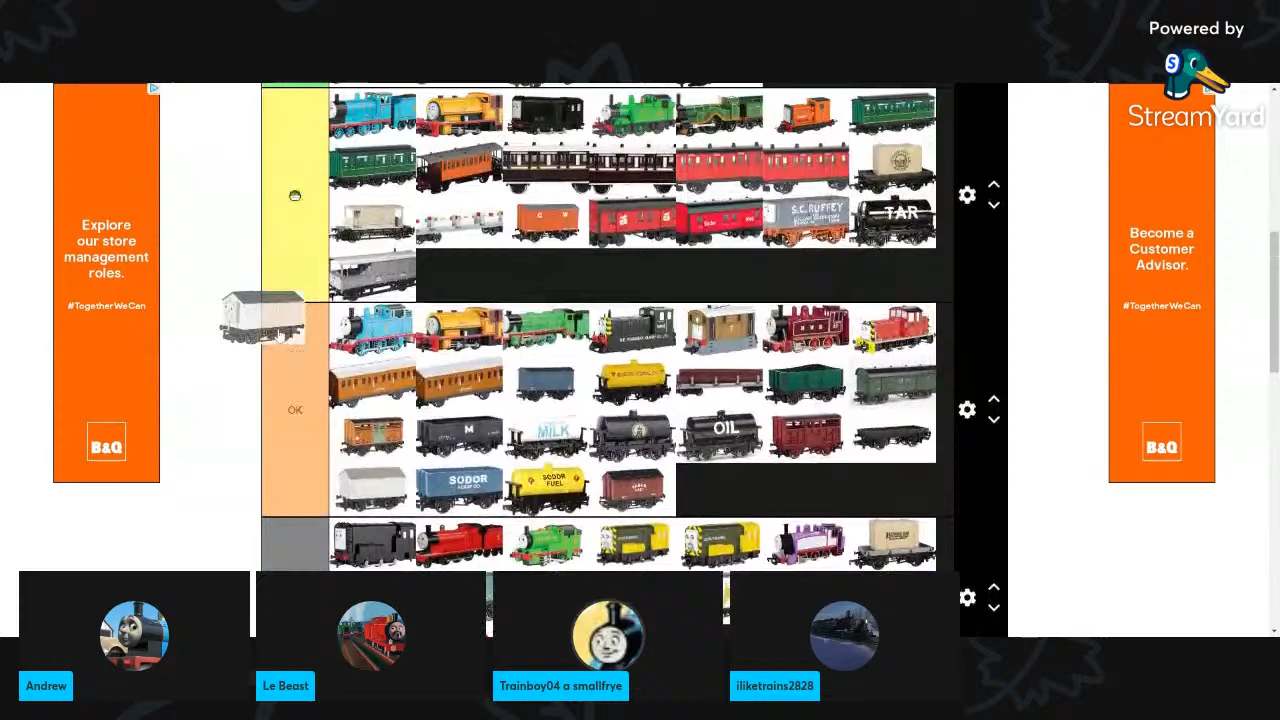 Powered by
StreamYard
Explore
our store
management
roles.
#TogetherWeCan
B&Q
Become a
Customer
Advisor.
#TogetherWeCan
B&Q
G W
S.C. RUFFEY
TAR
OK
T
M
MILK
OIL
SODOR
SODOR
FUEL
Andrew
Le Beast
Trainboy04 a smallfrye
iliketrains2828